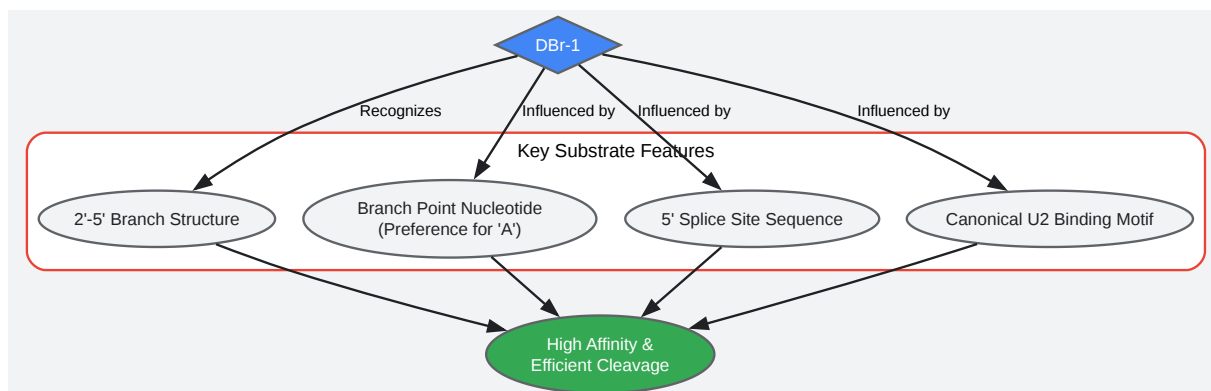 DBr-1
Recognizes
Influenced by
Influenced by
Influenced by
Key Substrate Features
2'-5' Branch Structure
Branch Point Nucleotide
(Preference for 'A')
5' Splice Site Sequence
Canonical U2 Binding Motif
High Affinity &
Efficient Cleavage